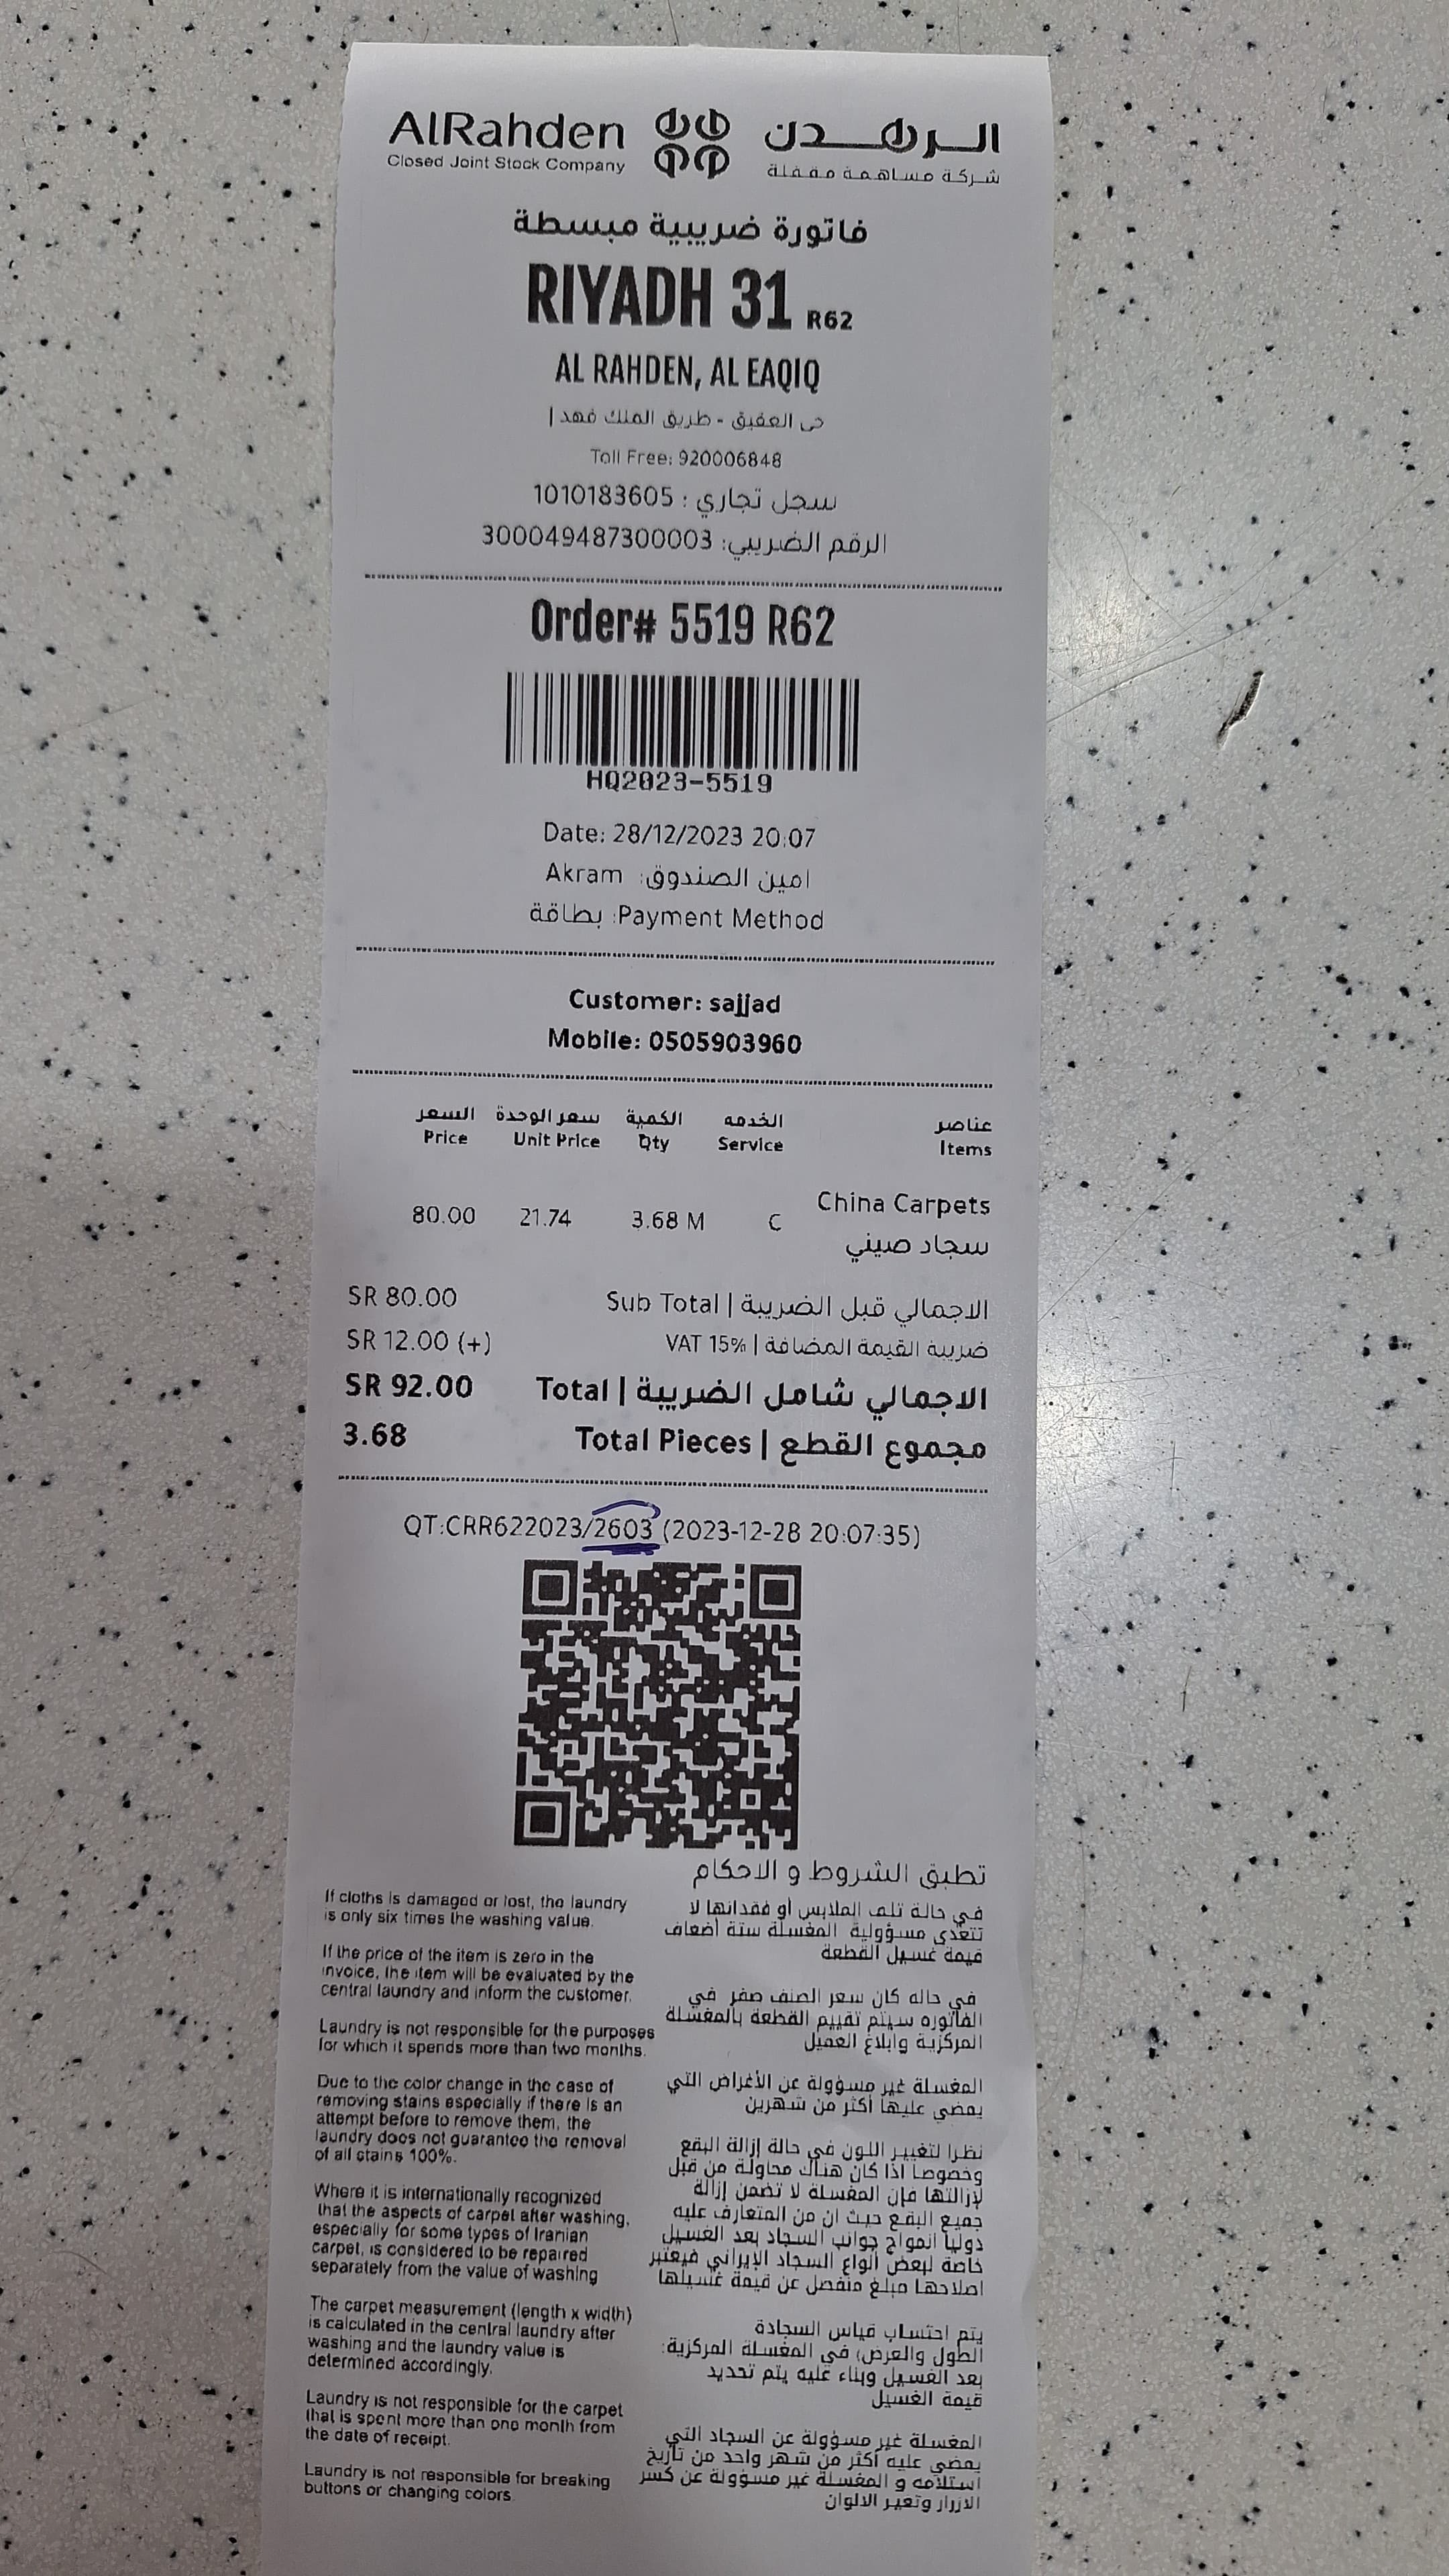 AlRahden الرهدن
Closed Joint Stock Company شركة مساهمة مقفلة
فاتورة ضريبية مبسطة
RIYADH 31 R62
AL RAHDEN, AL EAQIQ
حى العقيق - طريق الملك فهد |
Toll Free: 920006848
سجل تجاري : 1010183605
الرقم الضريبي: 300049487300003
Order# 5519 R62
HQ2023-5519
Date: 28/12/2023 20:07
امين الصندوق: Akram
بطاقة :Payment Method
Customer: sajjad
Mobile: 0505903960
السعر سعر الوحدة الكمية الخدمه عناصر
Price Unit Price Qty Service Items
China Carpets
80.00 21.74 3.68 M C
سجاد صيني
SR 80.00 Sub Total | الاجمالي قبل الضريبة
SR 12.00 (+) VAT 15% | ضريبة القيمة المضافة
SR 92.00 Total | الاجمالي شامل الضريبة
3.68 Total Pieces | مجموع القطع
QT:CRR622023/2603 (2023-12-28 20:07:35)
تطبق الشروط و الاحكام
If cloths is damaged or lost, the laundry
is only six times the washing value.
If the price of the item is zero in the
invoice, the item will be evaluated by the
central laundry and inform the customer.
Laundry is not responsible for the purposes
for which it spends more than two months.
Due to the color change in the case of
removing stains especially if there is an
attempt before to remove them, the
laundry does not guarantee the removal
of all stains 100%.
Where it is internationally recognized
that the aspects of carpet after washing,
especially for some types of Iranian
carpet, is considered to be repaired
separately from the value of washing
The carpet measurement (length x width)
is calculated in the central laundry after
washing and the laundry value is
determined accordingly.
Laundry is not responsible for the carpet
that is spent more than one month from
the date of receipt.
Laundry is not responsible for breaking
buttons or changing colors.
في حالة تلف الملابس أو فقدانها لا
تتعدى مسؤولية المغسلة ستة أضعاف
قيمة غسيل القطعة
في حاله كان سعر الصنف صفر في
الفاتوره سيتم تقييم القطعة بالمغسلة
المركزية وابلاغ العميل
المغسلة غير مسؤولة عن الأغراض التي
يمضي عليها أكثر من شهرين
نظرا لتغيير اللون في حالة إزالة البقع
وخصوصا اذا كان هناك محاولة من قبل
لإزالتها فإن المغسلة لا تضمن إزالة
جميع البقع حيث ان من المتعارف عليه
دوليا انمواج جوانب السجاد بعد الغسيل
خاصة لبعض أنواع السجاد الإيراني فيعتبر
اصلاحها مبلغ منفصل عن قيمة غسيلها
يتم احتساب قياس السجادة
الطول والعرض) في المغسلة المركزية:
بعد الغسيل وبناء عليه يتم تحديد
قيمة الغسيل
المغسلة غير مسؤولة عن السجاد التي
يمضي عليه أكثر من شهر واحد من تاريخ
استلامه و المغسلة غير مسؤولة عن كسر
الازرار وتغير الالوان